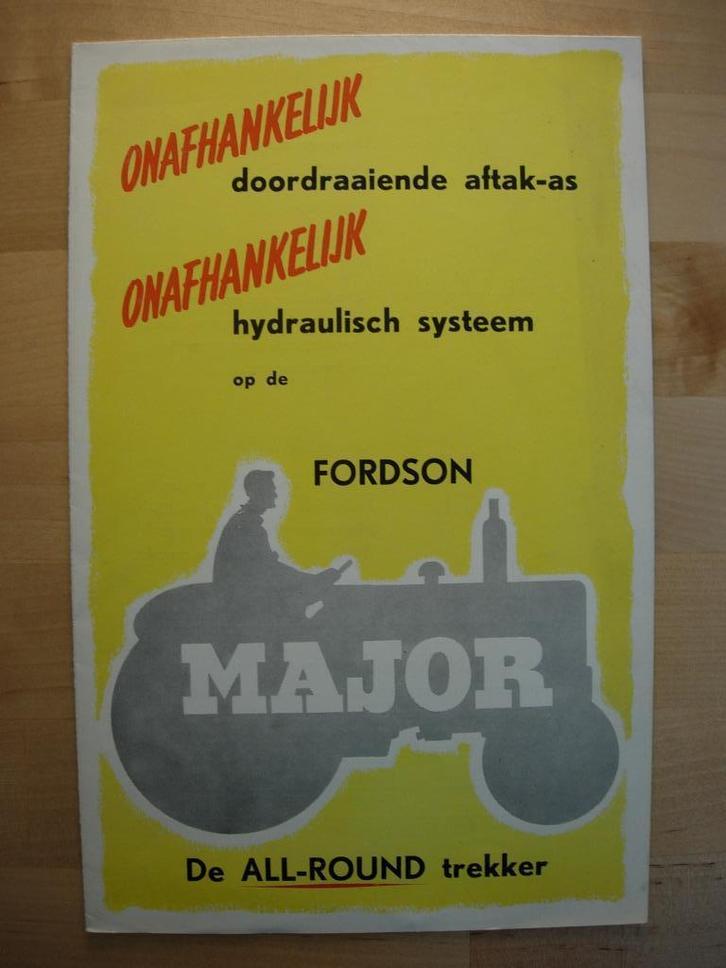 ONAFHANKELIJK
doordraaiende aftak-as
ONAFHANKELIJK
hydraulisch systeem
op de
FORDSON
MAJOR
De ALL-ROUND trekker